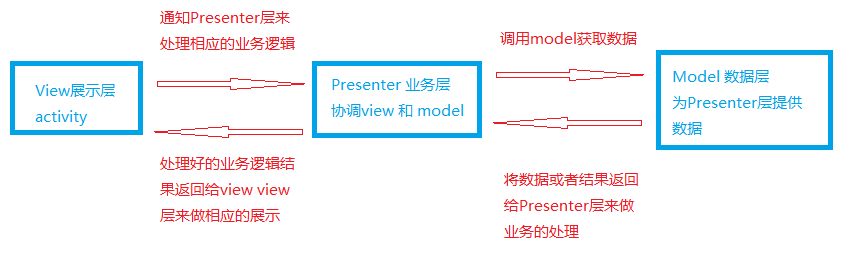 通知Presenter层来
处理相应的业务逻辑
调用model获取数据
View展示层
activity
Presenter 业务层
协调view 和 model
Model 数据层
为Presenter层提供
数据
处理好的业务逻辑结
果返回给view view
层来做相应的展示
将数据或者结果返回
给Presenter层来做
业务的处理